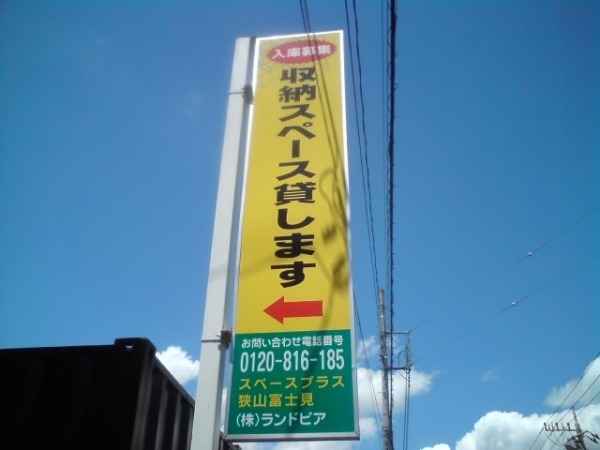 入庫募集
収納スペース貸します
お問い合わせ電話番号
0120-816-185
スペースプラス
狭山富士見
(株)ランドピア